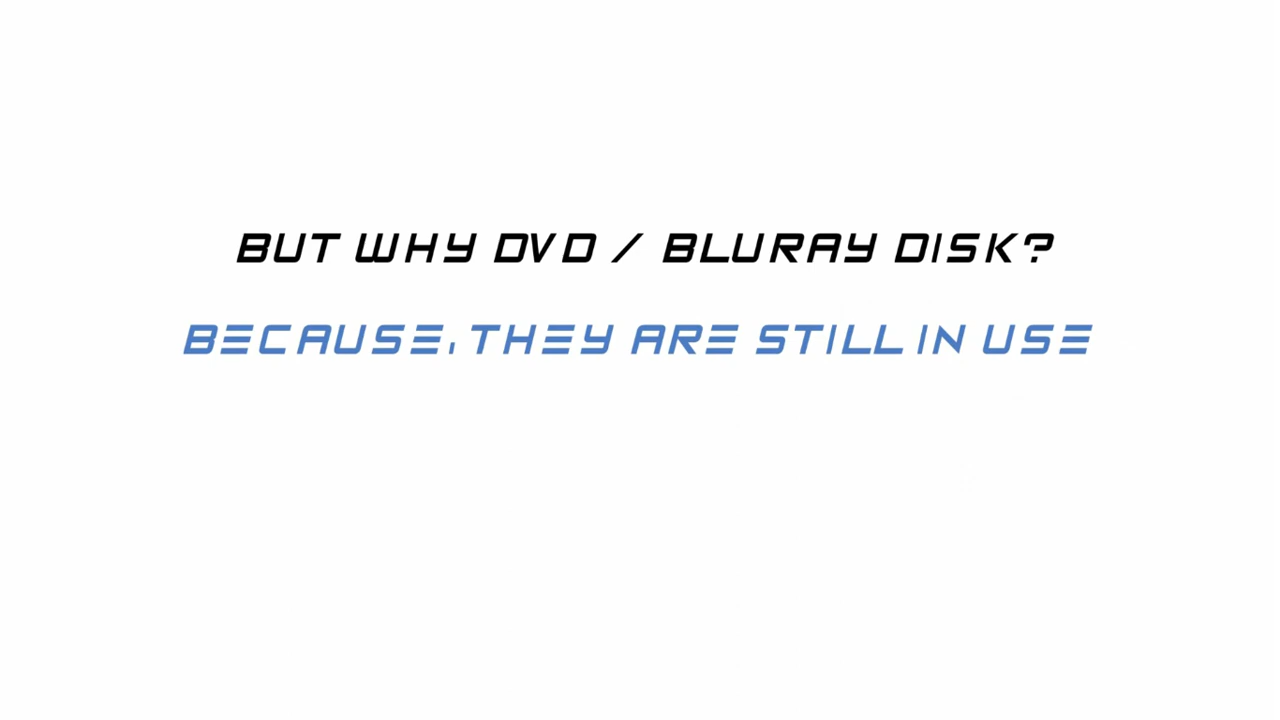 BUT WHY DVD / BLURAY DISK?
BECAUSE, THEY ARE STILL IN USE